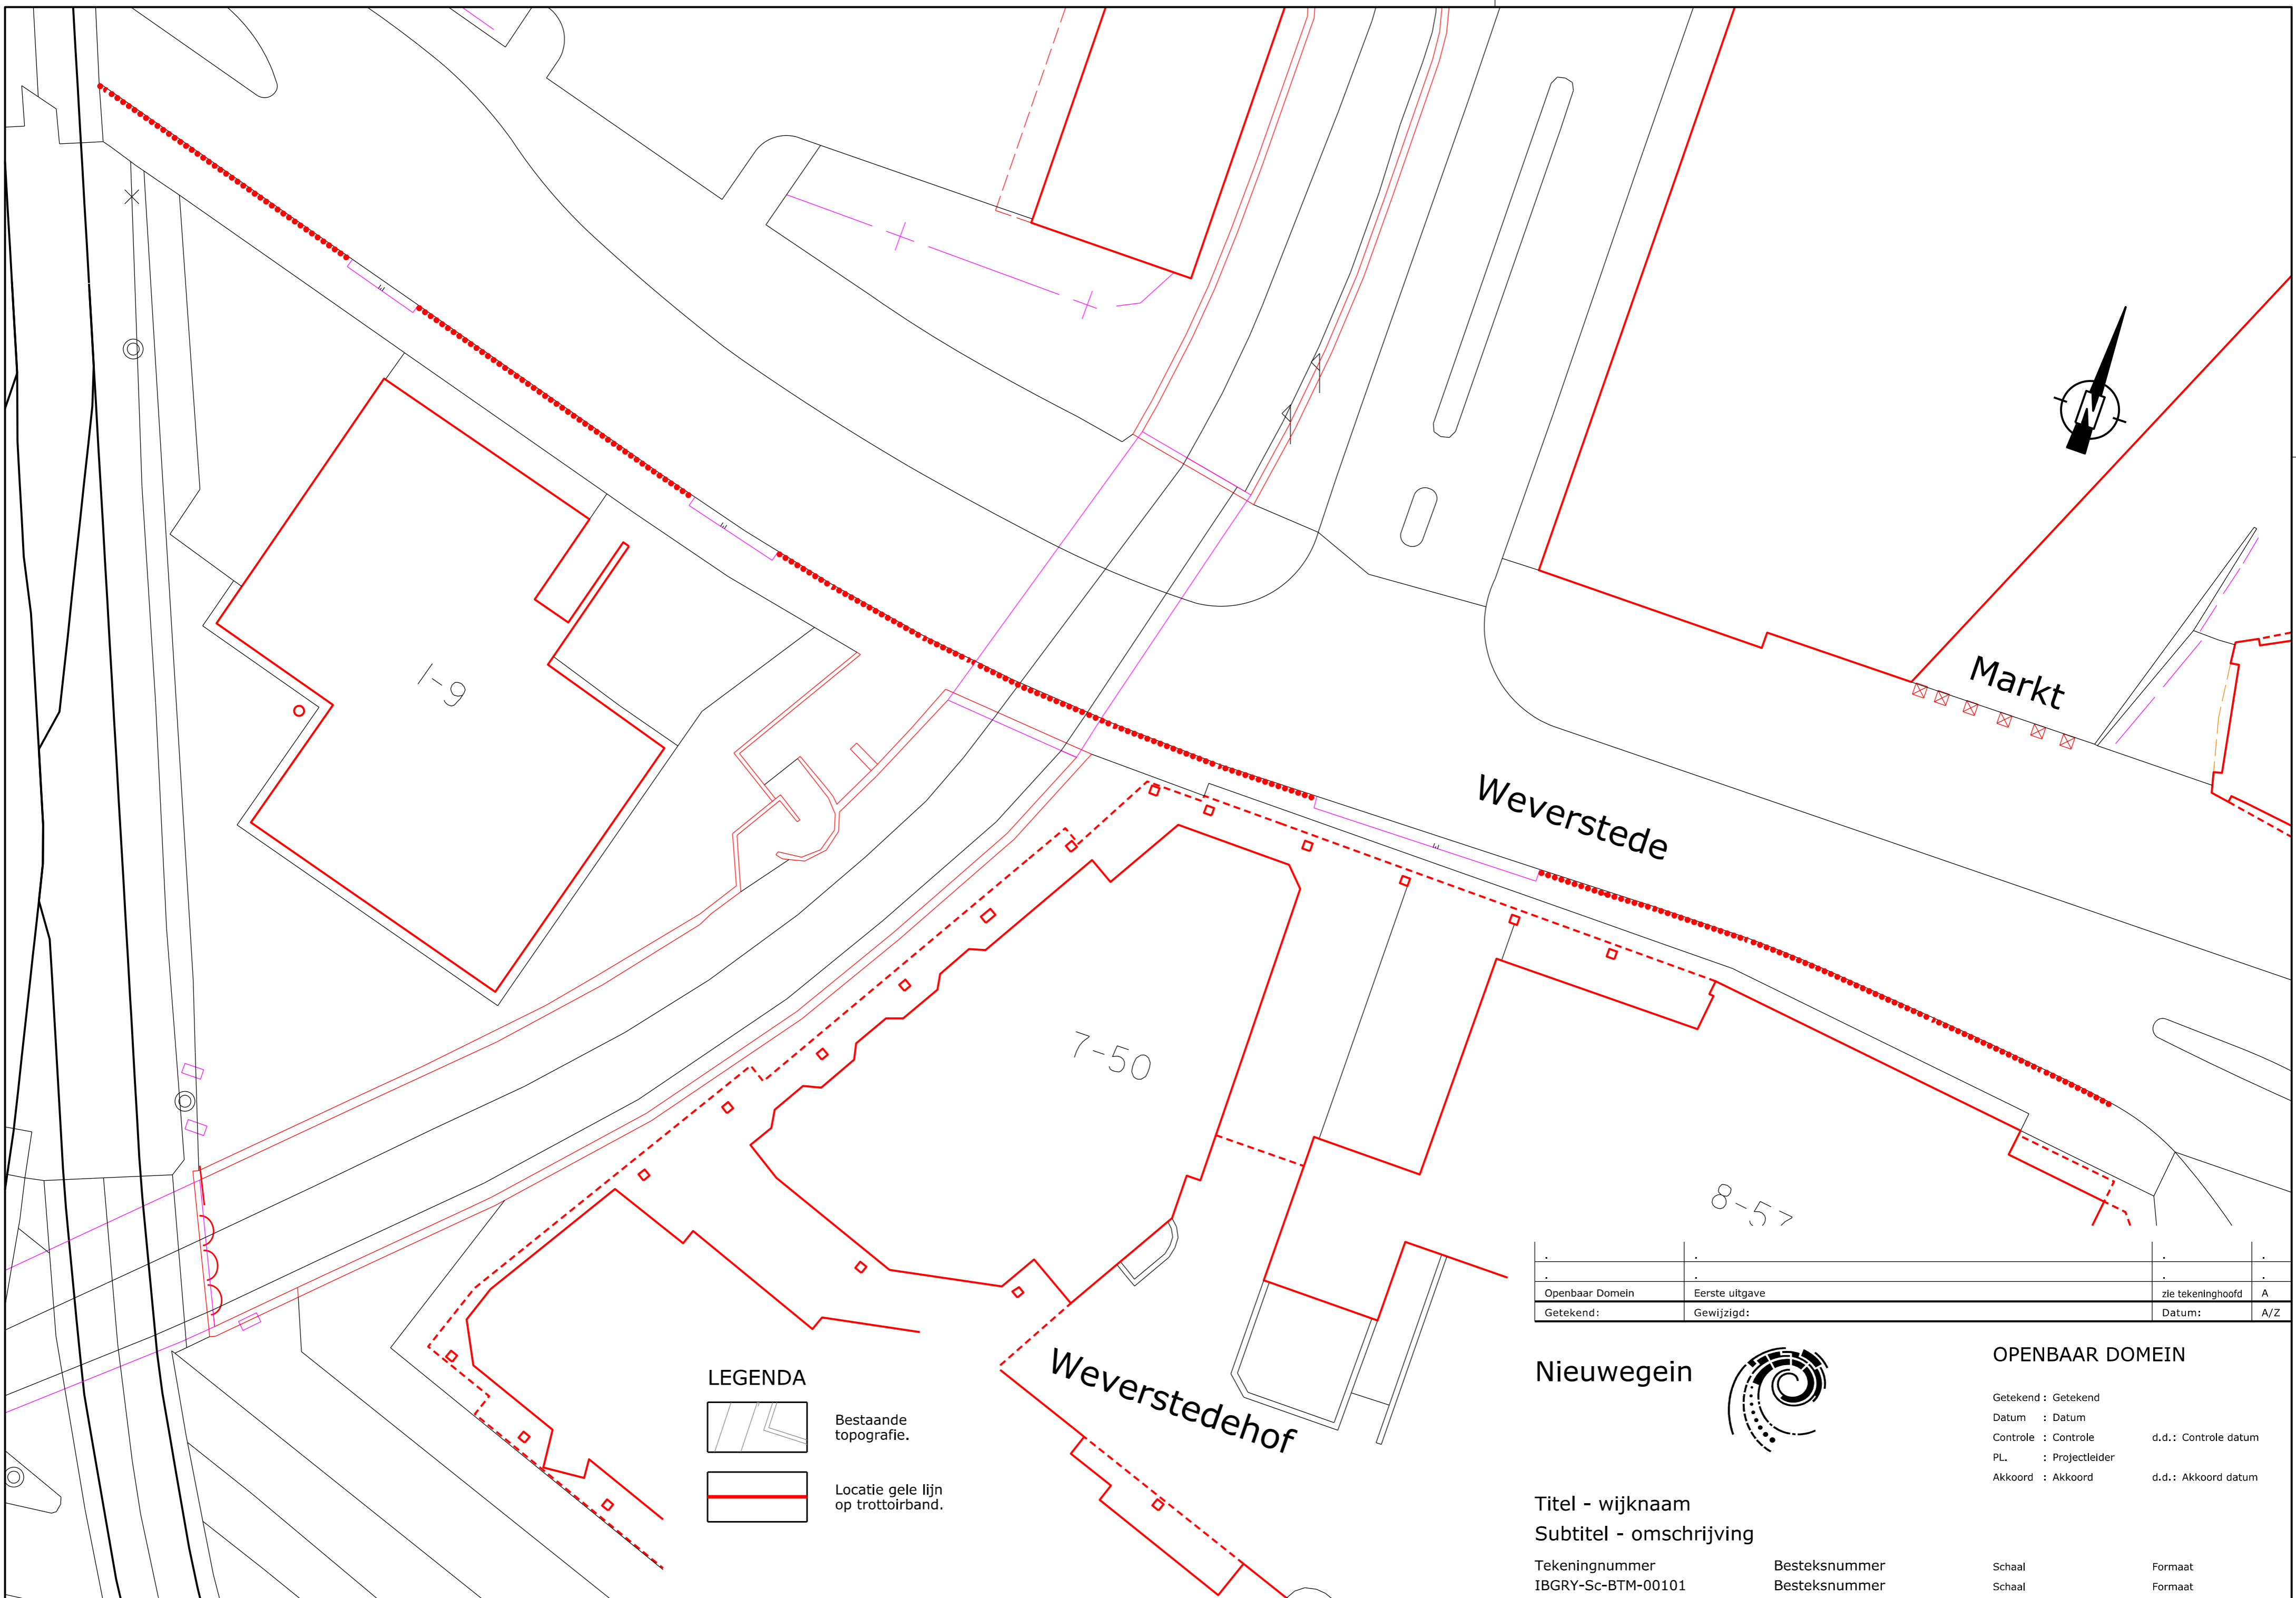 1-9
Markt
Weverstede
7-50
8-57
Weverstedehof
LEGENDA
Bestaande
topografie.
Locatie gele lijn
op trottoirband.
. . . .
. . . .
Openbaar Domein Eerste uitgave zie tekeninghoofd A
Getekend: Gewijzigd: Datum: A/Z
Nieuwegein
OPENBAAR DOMEIN
Getekend : Getekend
Datum : Datum
Controle : Controle d.d.: Controle datum
PL. : Projectleider
Akkoord : Akkoord d.d.: Akkoord datum
Titel - wijknaam
Subtitel - omschrijving
Tekeningnummer Besteksnummer Schaal Formaat
IBGRY-Sc-BTM-00101 Besteksnummer Schaal Formaat